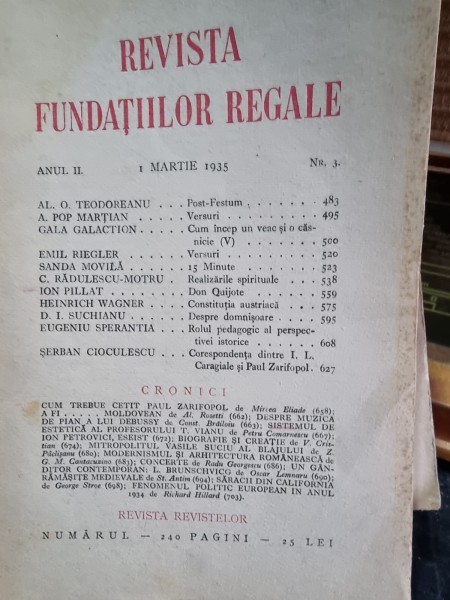 REVISTA
FUNDAȚIILOR REGALE
ANUL II. 1 MARTIE 1935 NR. 3.
AL. O. TEODOREANU . . . Post-Festum . . . . . . . . 483
A. POP MARȚIAN . . . . . Versuri . . . . . . . . . 495
GALA GALACTION . . . . Cum încep un veac și o căs-
nicie (V) . . . . . . . . 500
EMIL RIEGLER . . . . . Versuri . . . . . . . . . 520
SANDA MOVILĂ . . . . . 15 Minute . . . . . . . . 523
C. RĂDULESCU-MOTRU . Realizările spirituale . . . 538
ION PILLAT . . . . . . . Don Quijote . . . . . . . 559
HEINRICH WAGNER . . . . Constituția austriacă . . . 575
D. I. SUCHIANU . . . . . Despre domnișoare . . . . 595
EUGENIU SPERANTIA . . Rolul pedagogic al perspec-
tivei istorice . . . . . . 608
ȘERBAN CIOCULESCU . . Corespondența dintre I. L.
Caragiale și Paul Zarifopol . 627
CRONICI
CUM TREBUE CETIT PAUL ZARIFOPOL de Mircea Eliade (658);
A FI . . . . . MOLDOVEAN de Al. Rosetti (662); DESPRE MUZICA
DE PIAN A LUI DEBUSSY de Const. Brăiloiu (663); SISTEMUL DE
ESTETICĂ AL PROFESORULUI T. VIANU de Petru Comarnescu (667);
ION PETROVICI, ESEIST (672); BIOGRAFIE ȘI CREAȚIE de V. Cris-
tian (674); MITROPOLITUL VASILE SUCIU AL BLAJULUI de Z.
Pâclișanu (680); MODERNISMUL ȘI ARHITECTURA ROMÂNEASCĂ de
G. M. Cantacuzino (683); CONCERTE de Radu Georgescu (686); UN GÂN-
DITOR CONTEMPORAN: L. BRUNSCHVICG de Oscar Lemnaru (690);
RĂMĂȘIȚE MEDIEVALE de St. Antim (694); SĂRACII DIN CALIFORNIA
de George Stroe (698); FENOMENUL POLITIC EUROPEAN IN ANUL
1934 de Richard Hillard (703).
REVISTA REVISTELOR
NUMĂRUL — 240 PAGINI — 25 LEI